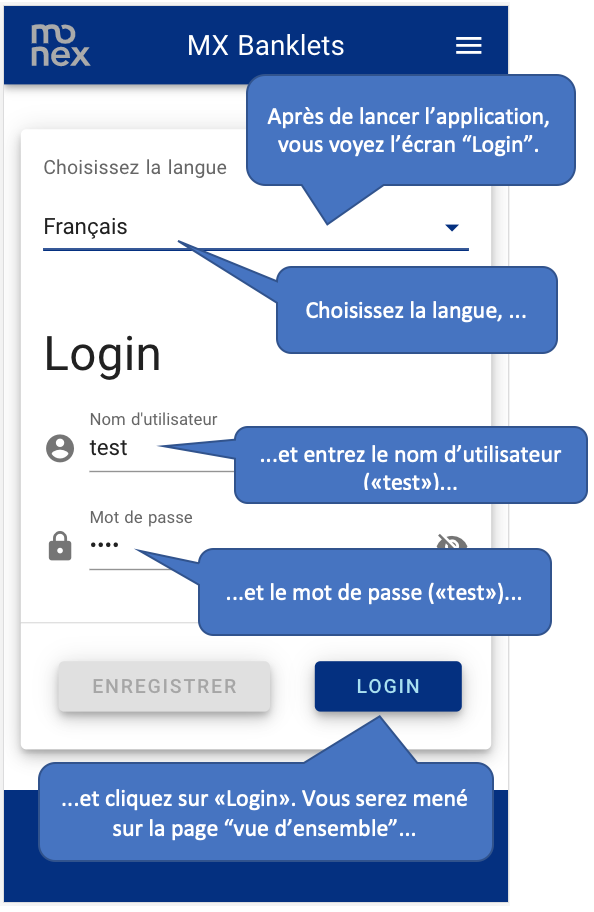 monex
MX Banklets
Après de lancer l’application,
vous voyez l’écran “Login”.
Choisissez la langue
Français
Choisissez la langue, ...
Login
Nom d'utilisateur
test
...et entrez le nom d’utilisateur
(«test»)...
Mot de passe
••••
...et le mot de passe («test»)...
ENREGISTRER
LOGIN
...et cliquez sur «Login». Vous serez mené
sur la page “vue d’ensemble”...